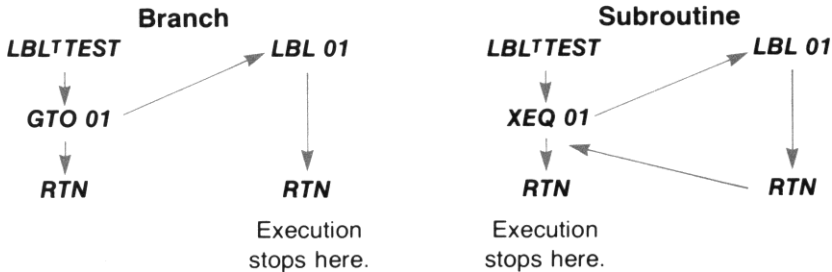 Branch
LBLᵀTEST LBL 01
GTO 01
RTN RTN
Execution
stops here.
Subroutine
LBLᵀTEST LBL 01
XEQ 01
RTN RTN
Execution
stops here.